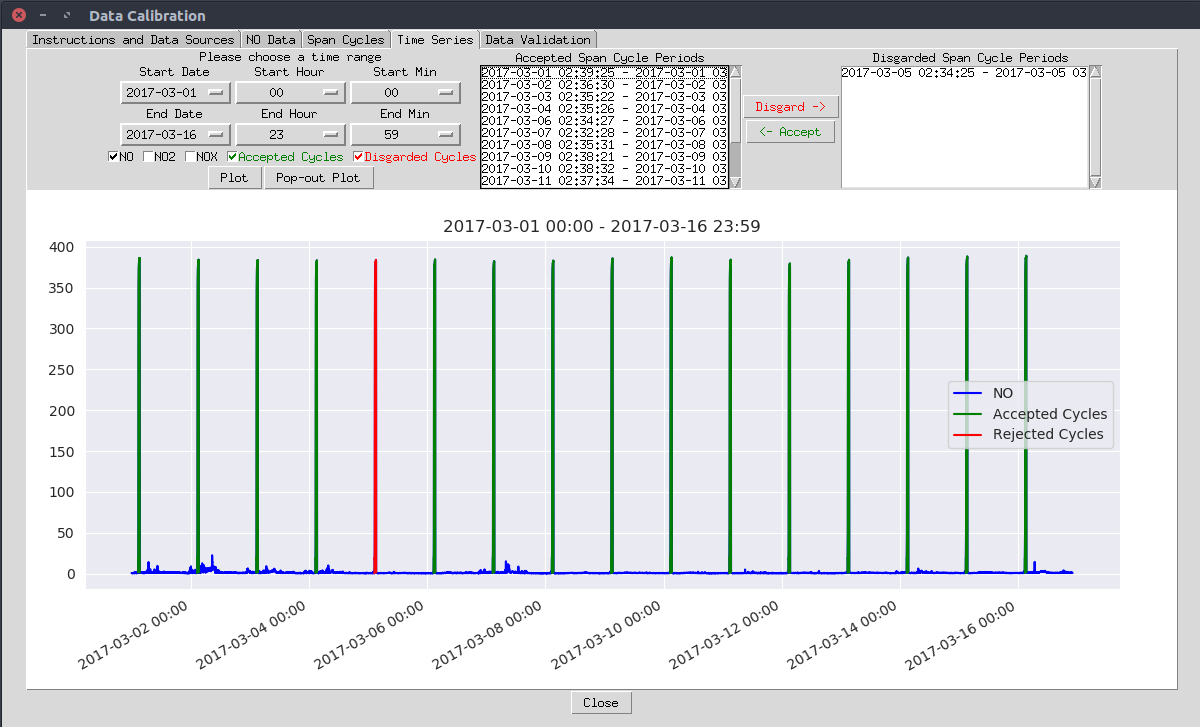 Data Calibration
Instructions and Data Sources NO Data Span Cycles Time Series Data Validation
Please choose a time range
Start Date Start Hour Start Min
2017-03-01 00 00
End Date End Hour End Min
2017-03-16 23 59
NO NO2 NOX Accepted Cycles Disgarded Cycles
Plot Pop-out Plot
Accepted Span Cycle Periods
2017-03-01 02:39:25 - 2017-03-01 03
2017-03-02 02:36:30 - 2017-03-02 03
2017-03-03 02:35:22 - 2017-03-03 03
2017-03-04 02:35:26 - 2017-03-04 03
2017-03-06 02:34:27 - 2017-03-06 03
2017-03-07 02:32:28 - 2017-03-07 03
2017-03-08 02:35:31 - 2017-03-08 03
2017-03-09 02:38:21 - 2017-03-09 03
2017-03-10 02:38:32 - 2017-03-10 03
2017-03-11 02:37:34 - 2017-03-11 03
Disgard ->
<- Accept
Disgarded Span Cycle Periods
2017-03-05 02:34:25 - 2017-03-05 03
2017-03-01 00:00 - 2017-03-16 23:59
400
350
300
250
200
150
100
50
0
NO
Accepted Cycles
Rejected Cycles
2017-03-02 00:00
2017-03-04 00:00
2017-03-06 00:00
2017-03-08 00:00
2017-03-10 00:00
2017-03-12 00:00
2017-03-14 00:00
2017-03-16 00:00
Close